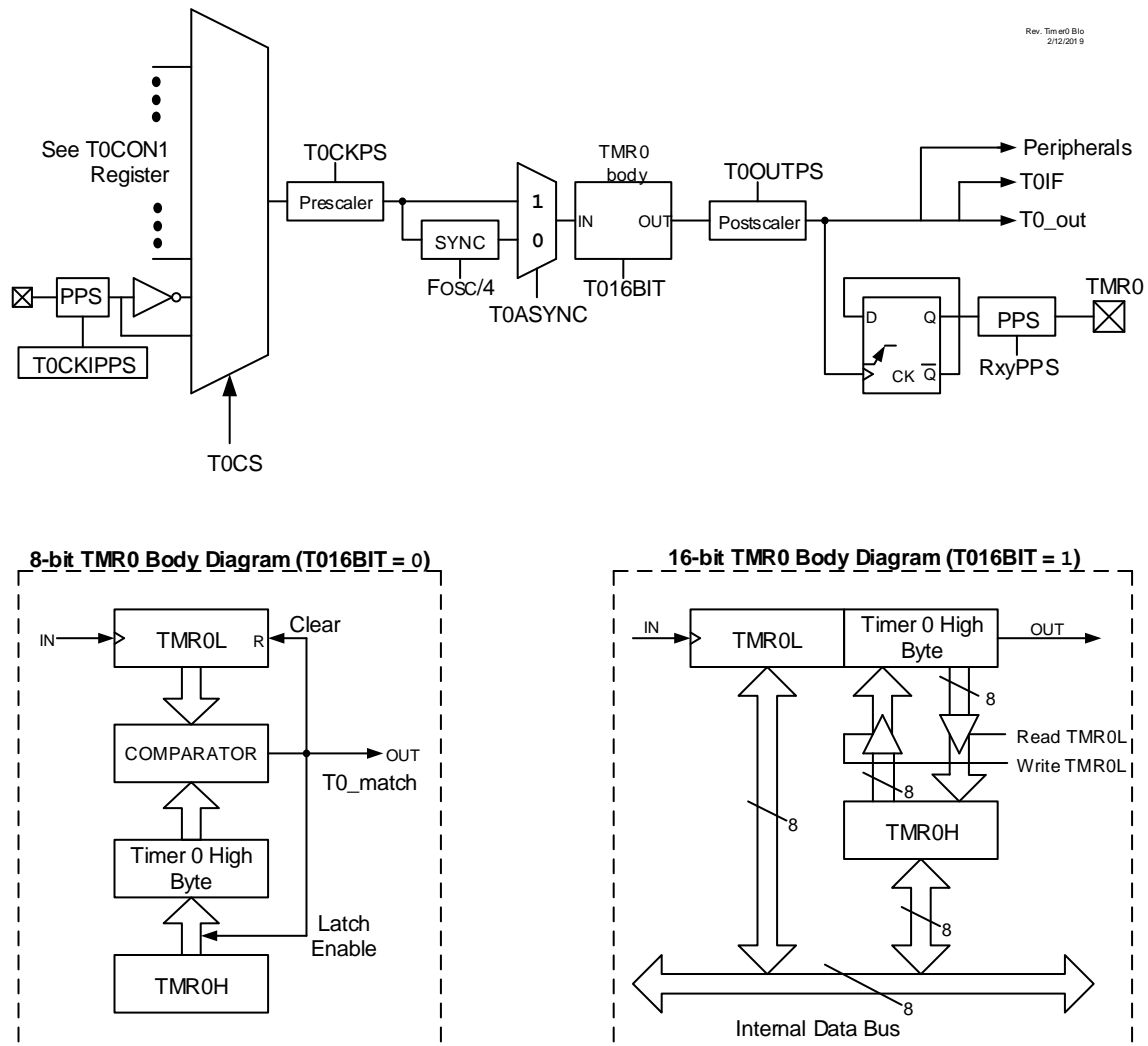 Rev. Timer0 Blo
2/12/2019
See T0CON1
Register
PPS
T0CKIPPS
T0CS
T0CKPS
Prescaler
SYNC
FOSC/4
1
0
T0ASYNC
TMR0
body
IN
OUT
T016BIT
T0OUTPS
Postscaler
Peripherals
T0IF
T0_out
TMR0
D
Q
CK
Q̅
PPS
RxyPPS
8-bit TMR0 Body Diagram (T016BIT = 0)
IN
TMR0L
R
Clear
COMPARATOR
OUT
T0_match
Timer 0 High
Byte
Latch
Enable
TMR0H
16-bit TMR0 Body Diagram (T016BIT = 1)
IN
TMR0L
Timer 0 High
Byte
OUT
8
Read TMR0L
Write TMR0L
8
8
TMR0H
8
8
Internal Data Bus